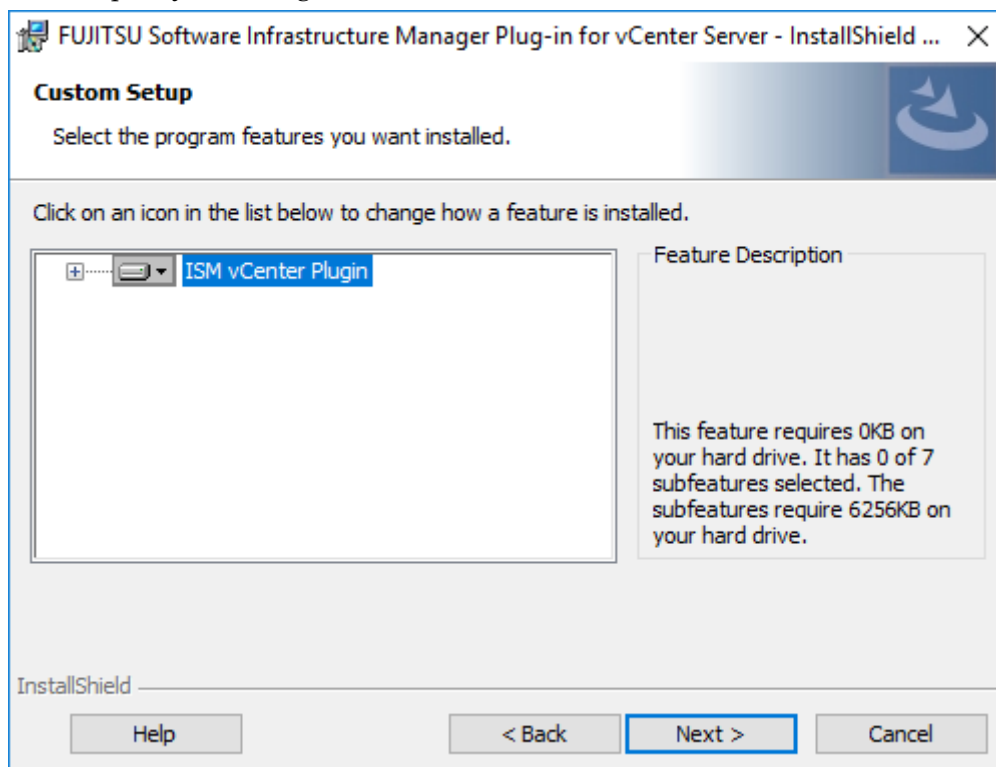 FUJITSU Software Infrastructure Manager Plug-in for vCenter Server - InstallShield ...
Custom Setup
Select the program features you want installed.
Click on an icon in the list below to change how a feature is installed.
ISM vCenter Plugin
Feature Description
This feature requires 0KB on
your hard drive. It has 0 of 7
subfeatures selected. The
subfeatures require 6256KB on
your hard drive.
InstallShield
Help
< Back
Next >
Cancel